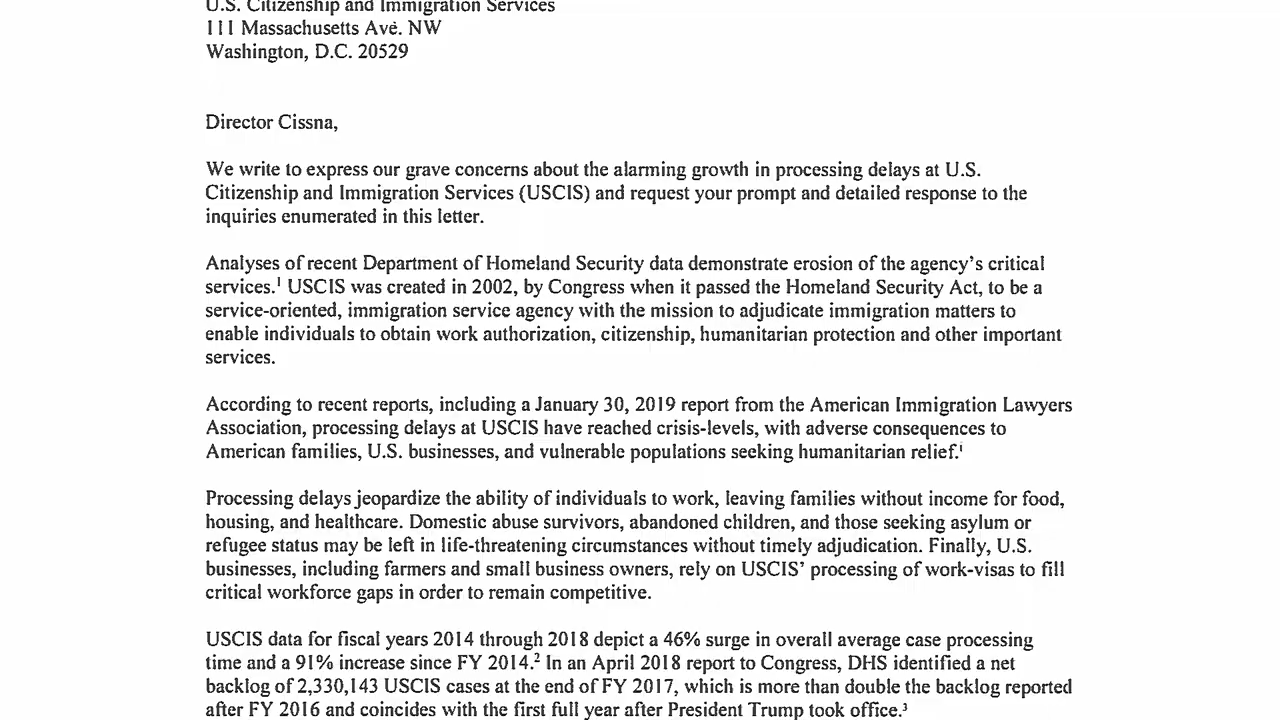 U.S. Citizenship and Immigration Services
111 Massachusetts Ave. NW
Washington, D.C. 20529
Director Cissna,
We write to express our grave concerns about the alarming growth in processing delays at U.S.
Citizenship and Immigration Services (USCIS) and request your prompt and detailed response to the
inquiries enumerated in this letter.
Analyses of recent Department of Homeland Security data demonstrate erosion of the agency's critical
services.¹ USCIS was created in 2002, by Congress when it passed the Homeland Security Act, to be a
service-oriented, immigration service agency with the mission to adjudicate immigration matters to
enable individuals to obtain work authorization, citizenship, humanitarian protection and other important
services.
According to recent reports, including a January 30, 2019 report from the American Immigration Lawyers
Association, processing delays at USCIS have reached crisis-levels, with adverse consequences to
American families, U.S. businesses, and vulnerable populations seeking humanitarian relief.ⁱ
Processing delays jeopardize the ability of individuals to work, leaving families without income for food,
housing, and healthcare. Domestic abuse survivors, abandoned children, and those seeking asylum or
refugee status may be left in life-threatening circumstances without timely adjudication. Finally, U.S.
businesses, including farmers and small business owners, rely on USCIS' processing of work-visas to fill
critical workforce gaps in order to remain competitive.
USCIS data for fiscal years 2014 through 2018 depict a 46% surge in overall average case processing
time and a 91% increase since FY 2014.² In an April 2018 report to Congress, DHS identified a net
backlog of 2,330,143 USCIS cases at the end of FY 2017, which is more than double the backlog reported
after FY 2016 and coincides with the first full year after President Trump took office.³